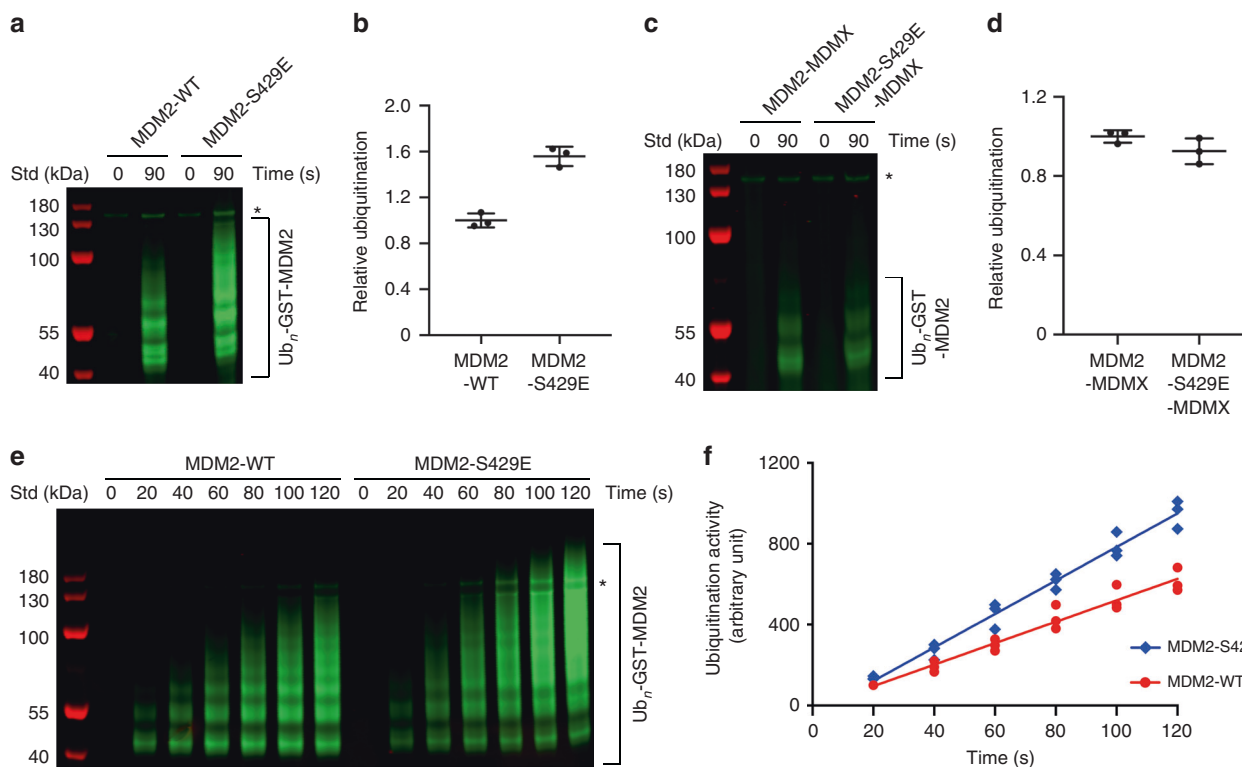 a
MDM2-WT
MDM2-S429E
Std (kDa)
0 90 0 90
Time (s)
180
130
100
55
40
*
Ubn-GST-MDM2
b
Relative ubiquitination
2.0
1.6
1.2
0.8
0.4
0
MDM2
-WT
MDM2
-S429E
c
MDM2-MDMX
MDM2-S429E
-MDMX
Std (kDa)
0 90 0 90
Time (s)
180
130
100
55
40
*
Ubn-GST
-MDM2
d
Relative ubiquitination
1.2
0.8
0.4
0
MDM2
-MDMX
MDM2
-S429E
-MDMX
e
MDM2-WT
MDM2-S429E
Std (kDa)
0 20 40 60 80 100 120 0 20 40 60 80 100 120
Time (s)
180
130
100
55
40
*
Ubn-GST-MDM2
f
Ubiquitination activity
(arbitrary unit)
1200
800
400
0
0 20 40 60 80 100 120
Time (s)
MDM2-S42
MDM2-WT